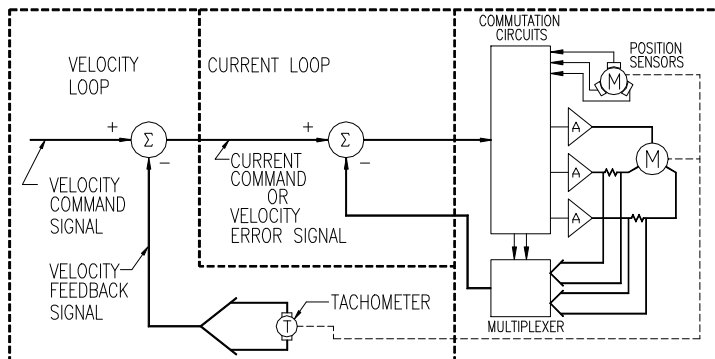 COMMUTATION
CIRCUITS
VELOCITY
LOOP
CURRENT LOOP
POSITION
SENSORS
M
+
Σ
−
+
Σ
−
A
A
A
M
VELOCITY
COMMAND
SIGNAL
CURRENT
COMMAND
OR
VELOCITY
ERROR SIGNAL
VELOCITY
FEEDBACK
SIGNAL
TACHOMETER
T
MULTIPLEXER